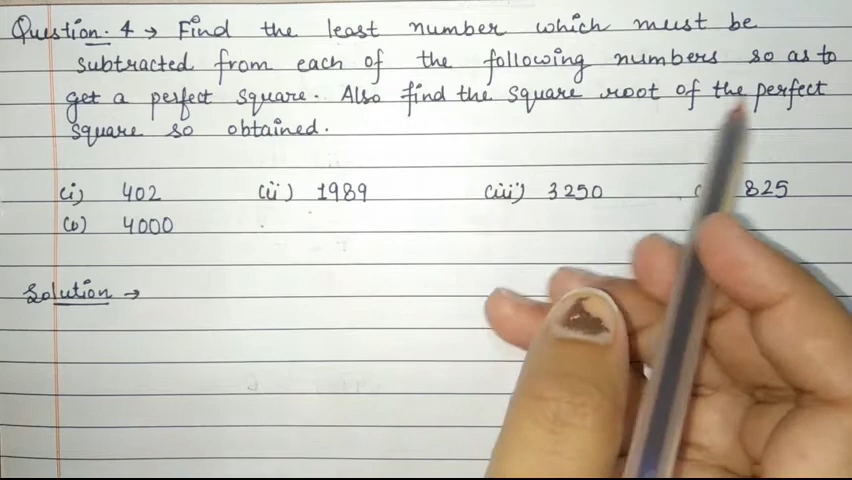 Question. 4 → Find the least number which must be
subtracted from each of the following numbers so as to
get a perfect square. Also find the square root of the perfect
square so obtained.
(i) 402 (ii) 1989 (iii) 3250 825
(v) 4000
Solution →